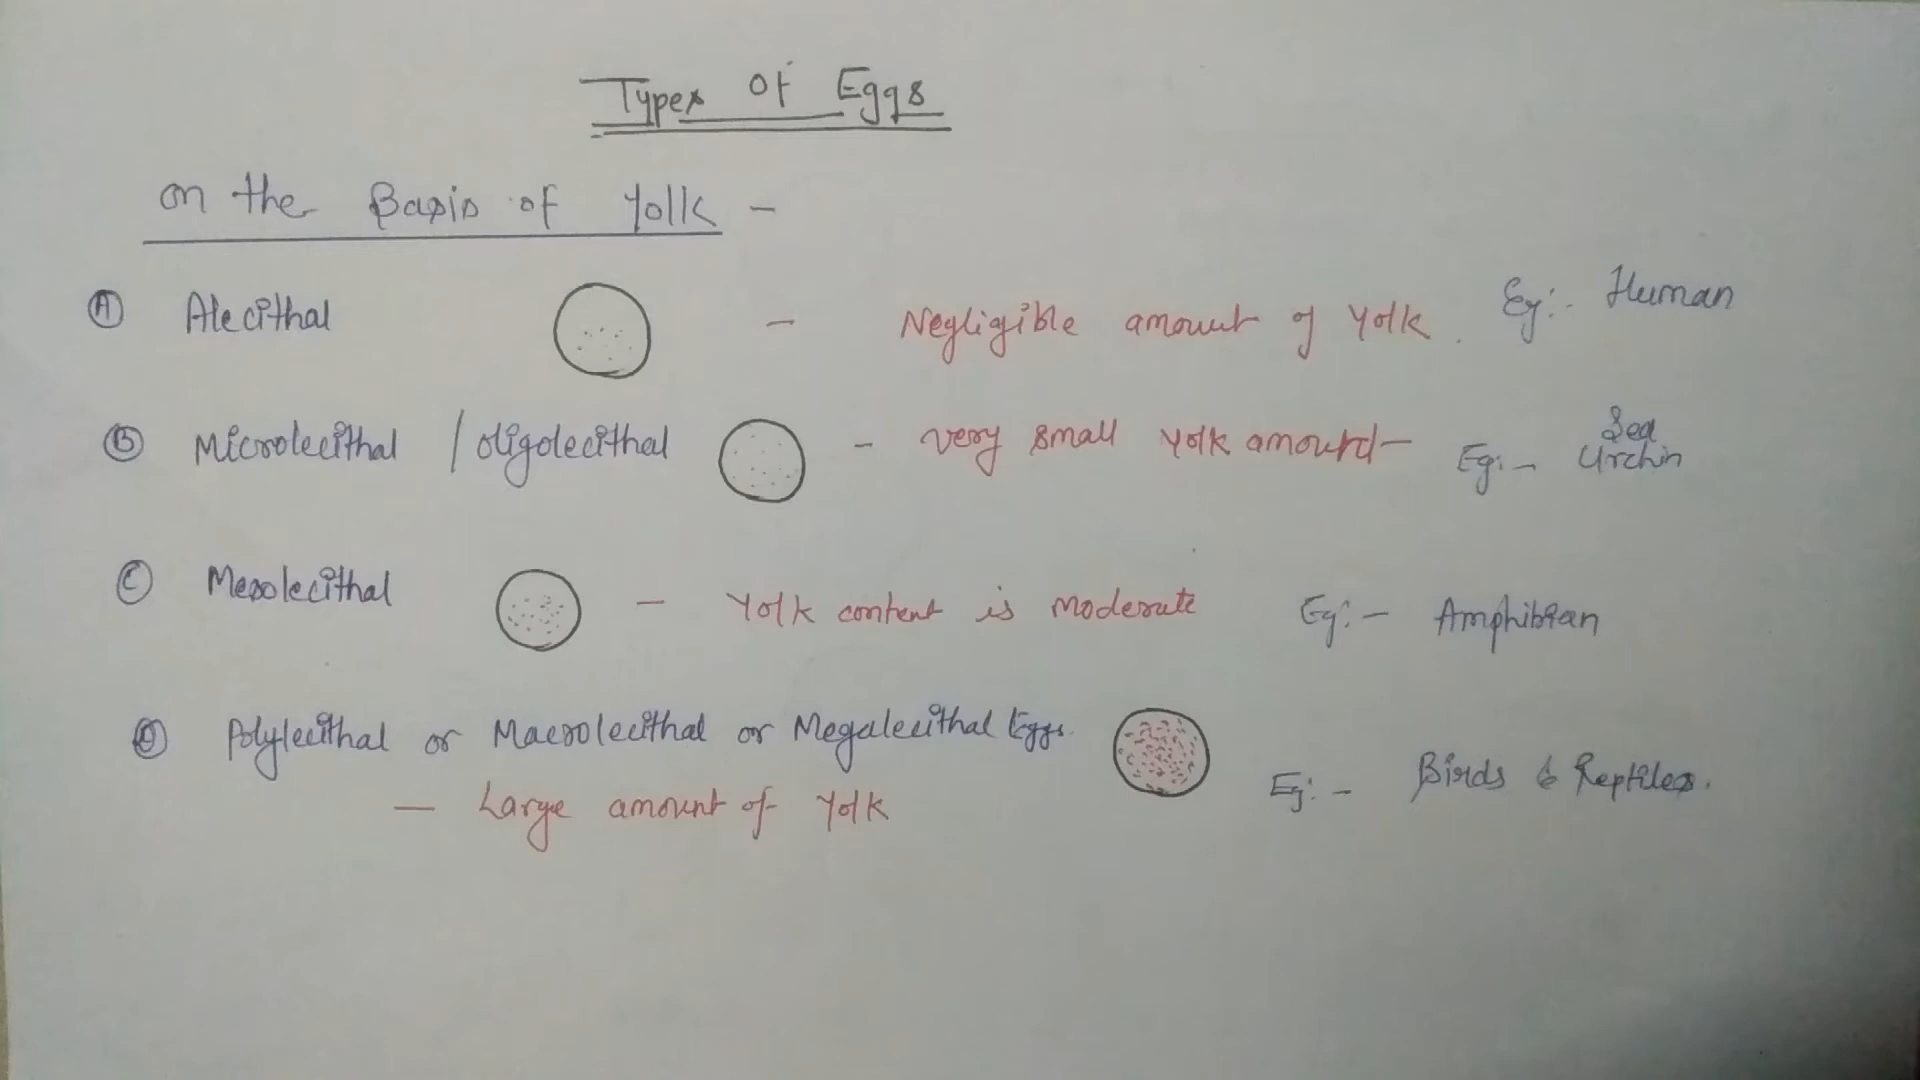 Types of Eggs
on the Basis of Yolk -
(A) Alecithal - Negligible amount of Yolk. Eg:- Human
(B) Microlecithal / oligolecithal - very small yolk amount - Eg:- Sea Urchin
(C) Mesolecithal - Yolk content is moderate Eg:- Amphibian
(D) Polylecithal or Macrolecithal or Megalecithal Eggs. Eg:- Birds & Reptiles.
- Large amount of Yolk